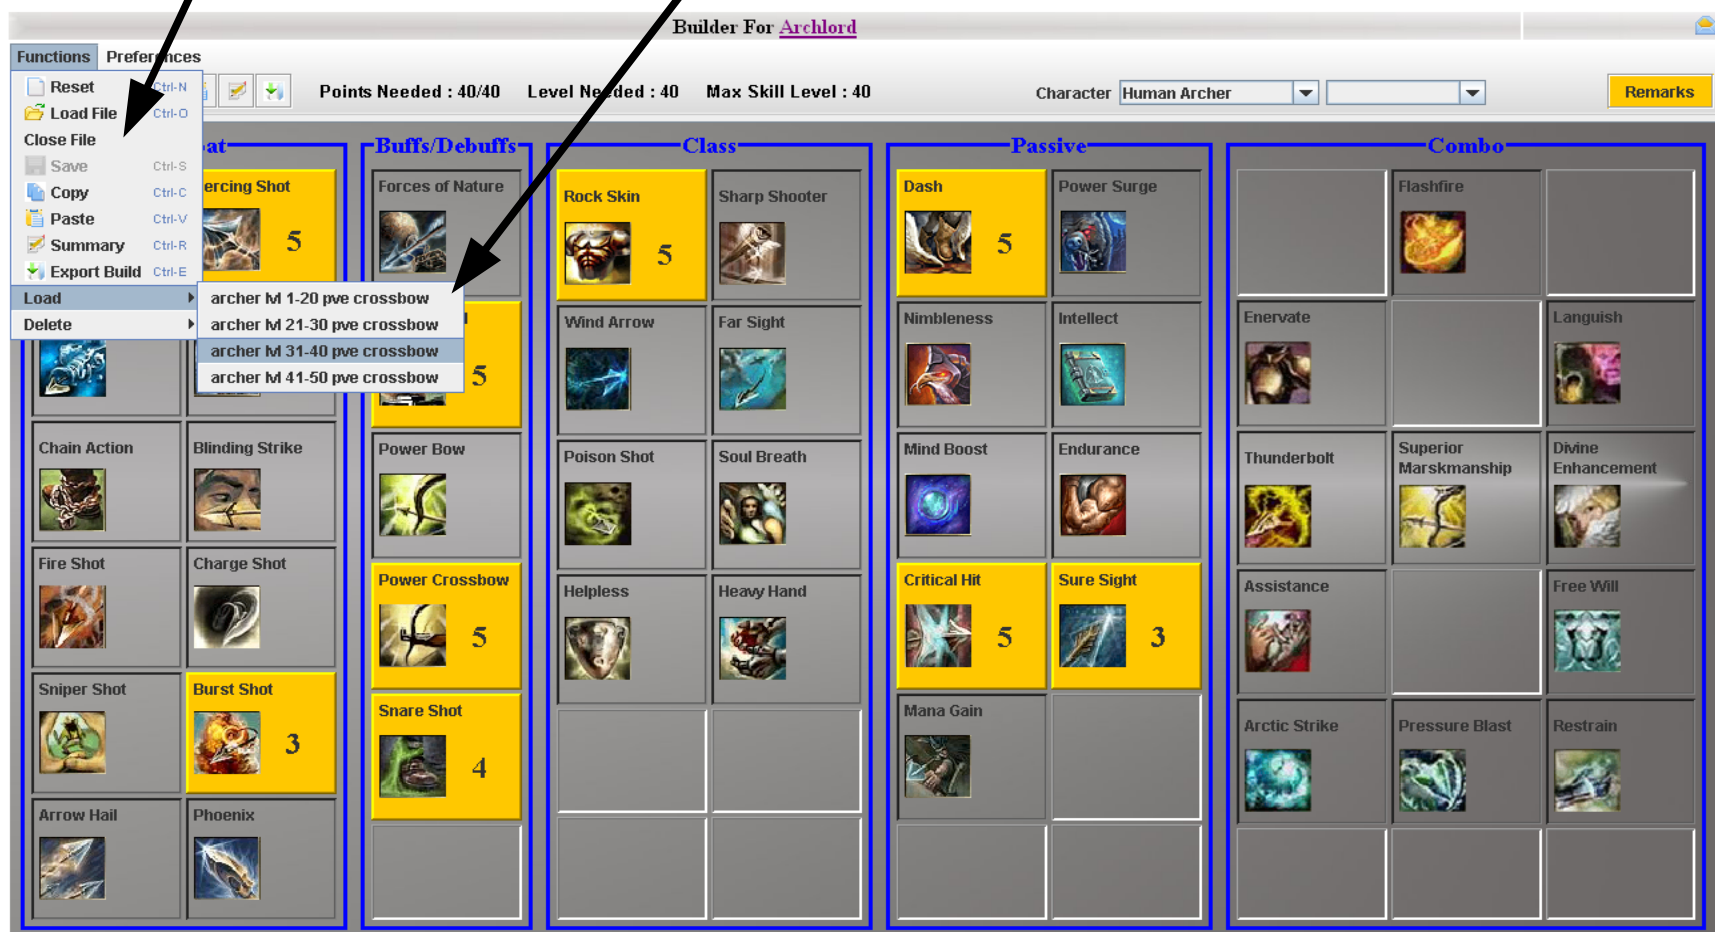 Builder For Archlord
Functions Preferences
Reset Ctrl-N
Load File Ctrl-O
Close File
Save Ctrl-S
Copy Ctrl-C
Paste Ctrl-V
Summary Ctrl-R
Export Build Ctrl-E
Load
Delete
archer lvl 1-20 pve crossbow
archer lvl 21-30 pve crossbow
archer lvl 31-40 pve crossbow
archer lvl 41-50 pve crossbow
Points Needed : 40/40 Level Needed : 40 Max Skill Level : 40
Character Human Archer
Remarks
at
ercing Shot
5
Chain Action
Blinding Strike
Fire Shot
Charge Shot
Sniper Shot
Burst Shot
3
Arrow Hail
Phoenix
Buffs/Debuffs
Forces of Nature
5
Power Bow
Power Crossbow
5
Snare Shot
4
Class
Rock Skin
5
Sharp Shooter
Wind Arrow
Far Sight
Poison Shot
Soul Breath
Helpless
Heavy Hand
Passive
Dash
5
Power Surge
Nimbleness
Intellect
Mind Boost
Endurance
Critical Hit
5
Sure Sight
3
Mana Gain
Combo
Flashfire
Enervate
Languish
Thunderbolt
Superior
Marskmanship
Divine
Enhancement
Assistance
Free Will
Arctic Strike
Pressure Blast
Restrain